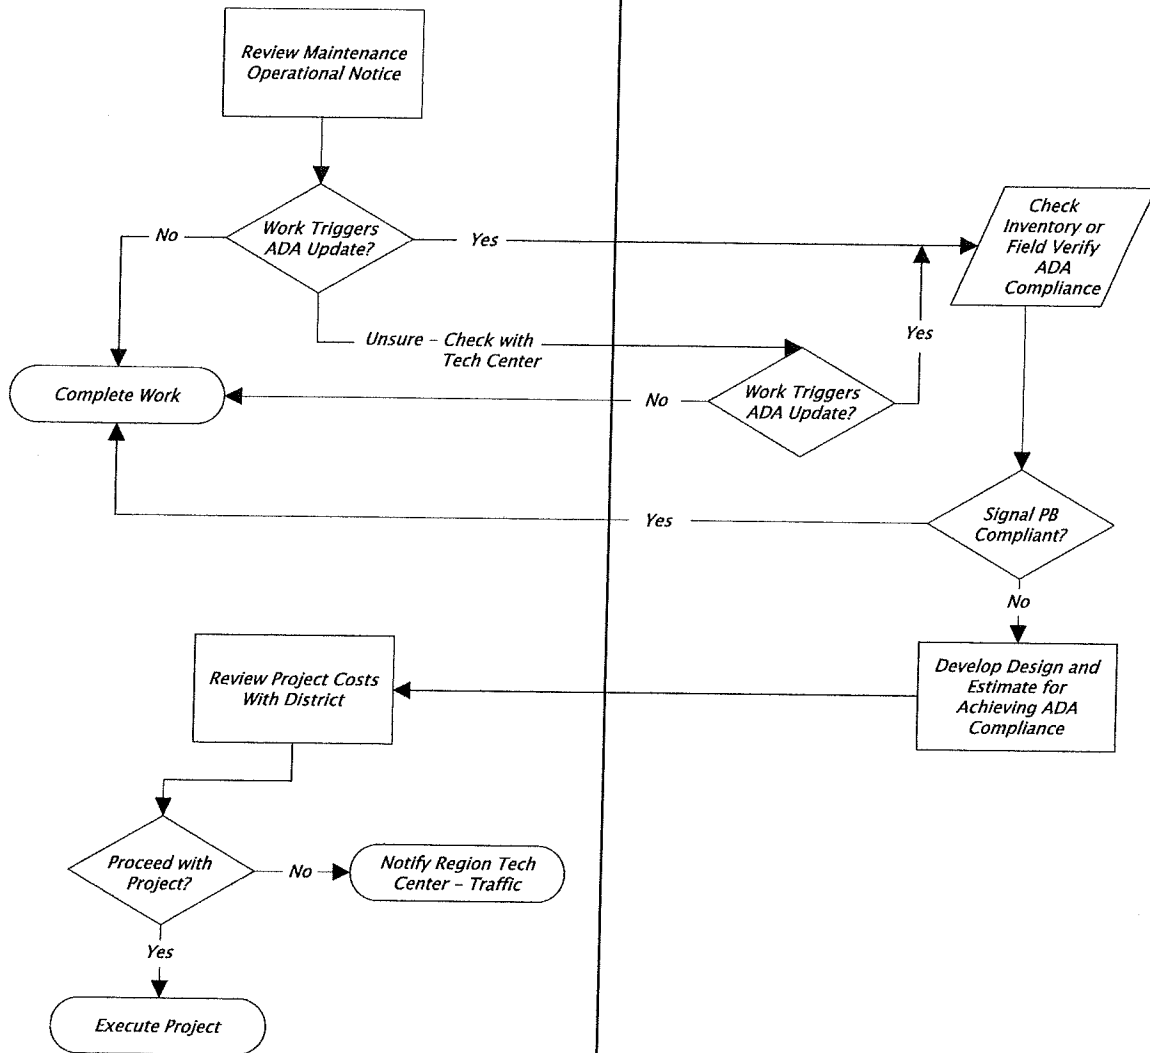 Review Maintenance
Operational Notice
Work Triggers
ADA Update?
No
Yes
Check
Inventory or
Field Verify
ADA
Compliance
Unsure – Check with
Tech Center
Yes
Complete Work
No
Work Triggers
ADA Update?
Yes
Signal PB
Compliant?
No
Review Project Costs
With District
Develop Design and
Estimate for
Achieving ADA
Compliance
Proceed with
Project?
No
Notify Region Tech
Center – Traffic
Yes
Execute Project